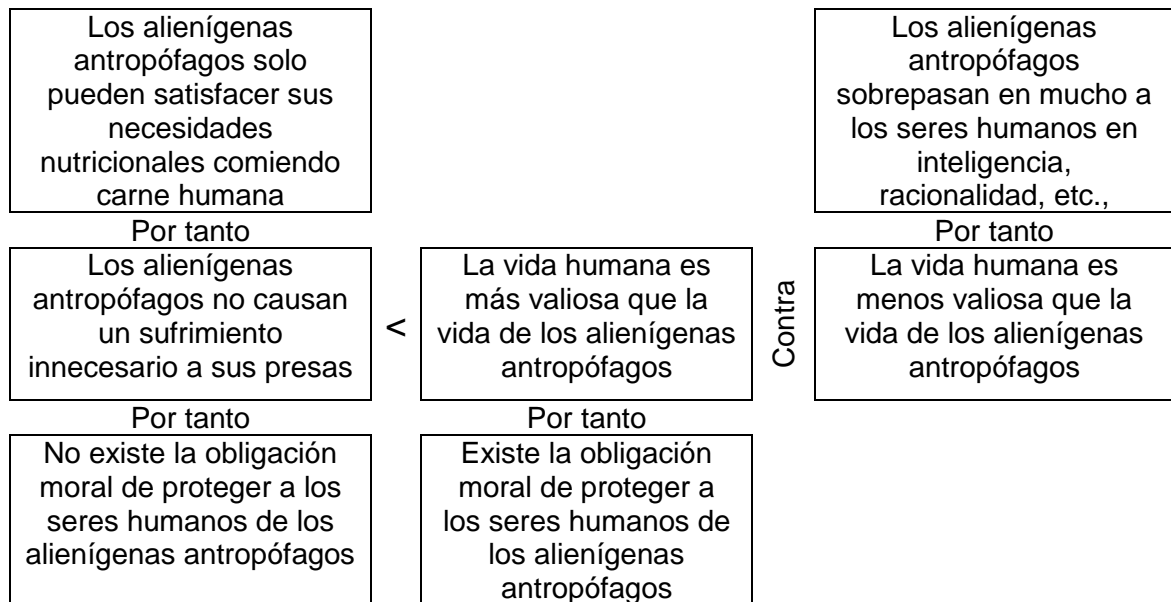 Los alienígenas
antropófagos solo
pueden satisfacer sus
necesidades
nutricionales comiendo
carne humana
Por tanto
Los alienígenas
antropófagos no causan
un sufrimiento
innecesario a sus presas
Por tanto
No existe la obligación
moral de proteger a los
seres humanos de los
alienígenas antropófagos
<
La vida humana es
más valiosa que la
vida de los alienígenas
antropófagos
Por tanto
Existe la obligación
moral de proteger a
los seres humanos de
los alienígenas
antropófagos
Contra
Los alienígenas
antropófagos
sobrepasan en mucho a
los seres humanos en
inteligencia,
racionalidad, etc.,
Por tanto
La vida humana es
menos valiosa que la
vida de los alienígenas
antropófagos